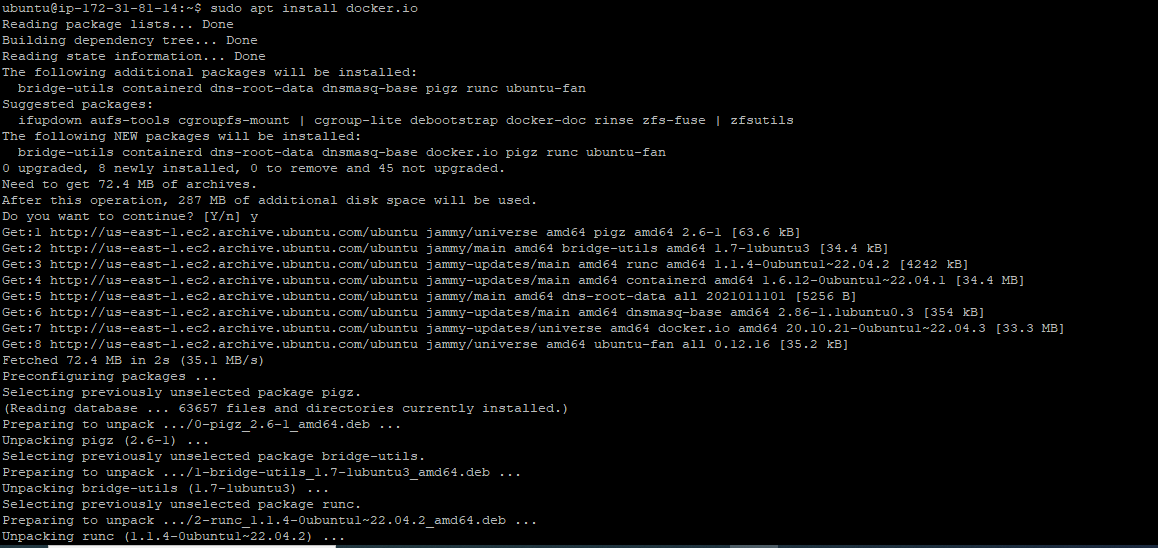 ubuntu@ip-172-31-81-14:~$ sudo apt install docker.io
Reading package lists... Done
Building dependency tree... Done
Reading state information... Done
The following additional packages will be installed:
  bridge-utils containerd dns-root-data dnsmasq-base pigz runc ubuntu-fan
Suggested packages:
  ifupdown aufs-tools cgroupfs-mount | cgroup-lite debootstrap docker-doc rinse zfs-fuse | zfsutils
The following NEW packages will be installed:
  bridge-utils containerd dns-root-data dnsmasq-base docker.io pigz runc ubuntu-fan
0 upgraded, 8 newly installed, 0 to remove and 45 not upgraded.
Need to get 72.4 MB of archives.
After this operation, 287 MB of additional disk space will be used.
Do you want to continue? [Y/n] y
Get:1 http://us-east-1.ec2.archive.ubuntu.com/ubuntu jammy/universe amd64 pigz amd64 2.6-1 [63.6 kB]
Get:2 http://us-east-1.ec2.archive.ubuntu.com/ubuntu jammy/main amd64 bridge-utils amd64 1.7-1ubuntu3 [34.4 kB]
Get:3 http://us-east-1.ec2.archive.ubuntu.com/ubuntu jammy-updates/main amd64 runc amd64 1.1.4-0ubuntu1~22.04.2 [4242 kB]
Get:4 http://us-east-1.ec2.archive.ubuntu.com/ubuntu jammy-updates/main amd64 containerd amd64 1.6.12-0ubuntu1~22.04.1 [34.4 MB]
Get:5 http://us-east-1.ec2.archive.ubuntu.com/ubuntu jammy/main amd64 dns-root-data all 2021011101 [5256 B]
Get:6 http://us-east-1.ec2.archive.ubuntu.com/ubuntu jammy-updates/main amd64 dnsmasq-base amd64 2.86-1.1ubuntu0.3 [354 kB]
Get:7 http://us-east-1.ec2.archive.ubuntu.com/ubuntu jammy-updates/universe amd64 docker.io amd64 20.10.21-0ubuntu1~22.04.3 [33.3 MB]
Get:8 http://us-east-1.ec2.archive.ubuntu.com/ubuntu jammy/universe amd64 ubuntu-fan all 0.12.16 [35.2 kB]
Fetched 72.4 MB in 2s (35.1 MB/s)
Preconfiguring packages ...
Selecting previously unselected package pigz.
(Reading database ... 63657 files and directories currently installed.)
Preparing to unpack .../0-pigz_2.6-1_amd64.deb ...
Unpacking pigz (2.6-1) ...
Selecting previously unselected package bridge-utils.
Preparing to unpack .../1-bridge-utils_1.7-1ubuntu3_amd64.deb ...
Unpacking bridge-utils (1.7-1ubuntu3) ...
Selecting previously unselected package runc.
Preparing to unpack .../2-runc_1.1.4-0ubuntu1~22.04.2_amd64.deb ...
Unpacking runc (1.1.4-0ubuntu1~22.04.2) ...